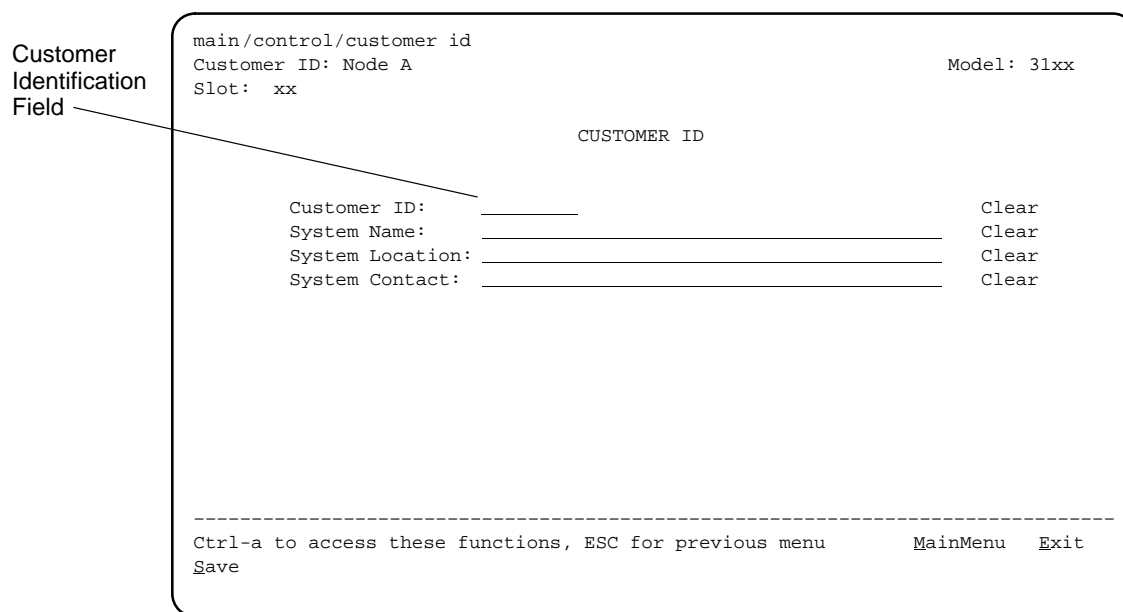 Customer
Identification
Field
main/control/customer id
Customer ID: Node A Model: 31xx
Slot: xx
CUSTOMER ID
Customer ID: Clear
System Name: Clear
System Location: Clear
System Contact: Clear
Ctrl-a to access these functions, ESC for previous menu MainMenu Exit
Save